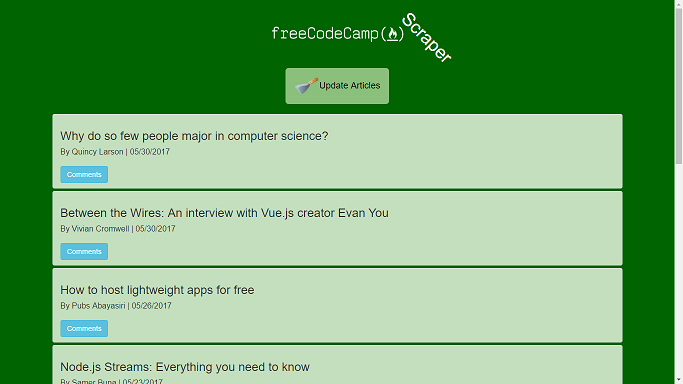 freeCodeCamp(🔥)
Scraper
Update Articles
Why do so few people major in computer science?
By Quincy Larson | 05/30/2017
Comments
Between the Wires: An interview with Vue.js creator Evan You
By Vivian Cromwell | 05/30/2017
Comments
How to host lightweight apps for free
By Pubs Abayasiri | 05/26/2017
Comments
Node.js Streams: Everything you need to know
By Samer Buna | 05/23/2017